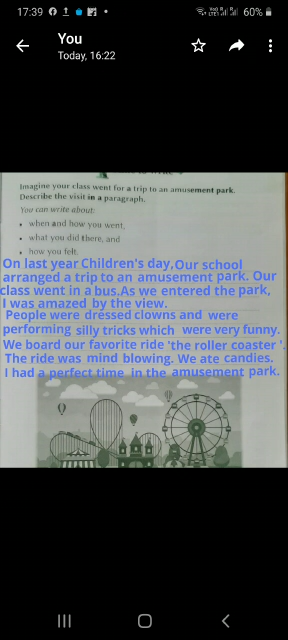 17:39
60%
You
Today, 16:22
Imagine your class went for a trip to an amusement park.
Describe the visit in a paragraph.
You can write about:
• when and how you went,
• what you did there, and
• how you felt.
On last year Children's day,Our school
arranged a trip to an amusement park. Our
class went in a bus.As we entered the park,
I was amazed by the view.
People were dressed clowns and were
performing silly tricks which were very funny.
We board our favorite ride 'the roller coaster '.
The ride was mind blowing. We ate candies.
I had a perfect time in the amusement park.